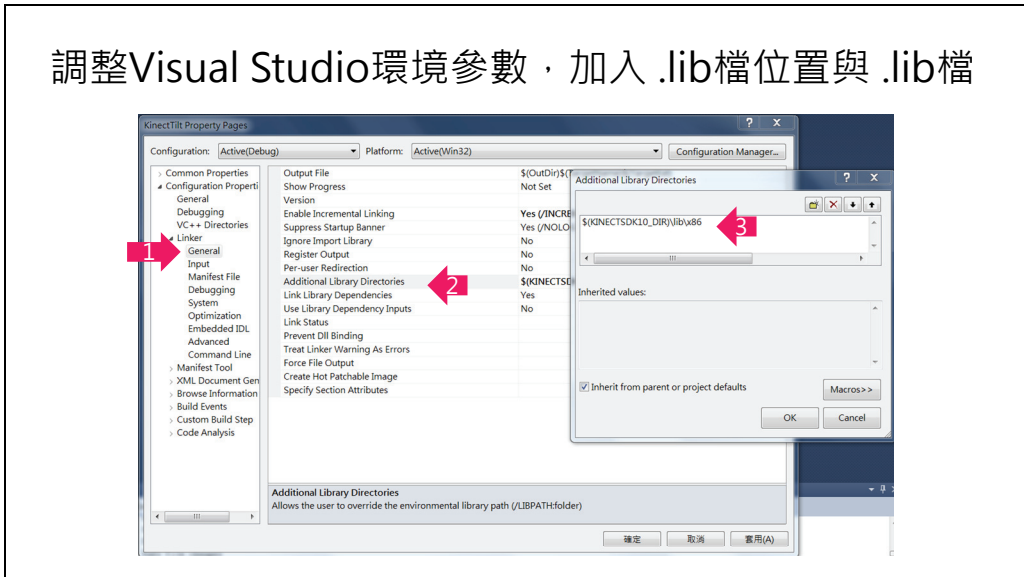 調整Visual Studio環境參數，加入 .lib檔位置與 .lib檔
KinectTilt Property Pages
Configuration: Active(Debug) Platform: Active(Win32) Configuration Manager...
Common Properties
Configuration Properti
General
Debugging
VC++ Directories
Linker
General
Input
Manifest File
Debugging
System
Optimization
Embedded IDL
Advanced
Command Line
Manifest Tool
XML Document Gen
Browse Information
Build Events
Custom Build Step
Code Analysis
1
Output File $(OutDir)$(
Show Progress Not Set
Version
Enable Incremental Linking Yes (/INCRE
Suppress Startup Banner Yes (/NOLO
Ignore Import Library No
Register Output No
Per-user Redirection No
Additional Library Directories $(KINECTSD
Link Library Dependencies Yes
Use Library Dependency Inputs No
Link Status
Prevent Dll Binding
Treat Linker Warning As Errors
Force File Output
Create Hot Patchable Image
Specify Section Attributes
2
Additional Library Directories
Allows the user to override the environmental library path (/LIBPATH:folder)
確定 取消 套用(A)
Additional Library Directories
$(KINECTSDK10_DIR)\lib\x86
3
Inherited values:
Inherit from parent or project defaults
Macros>>
OK Cancel